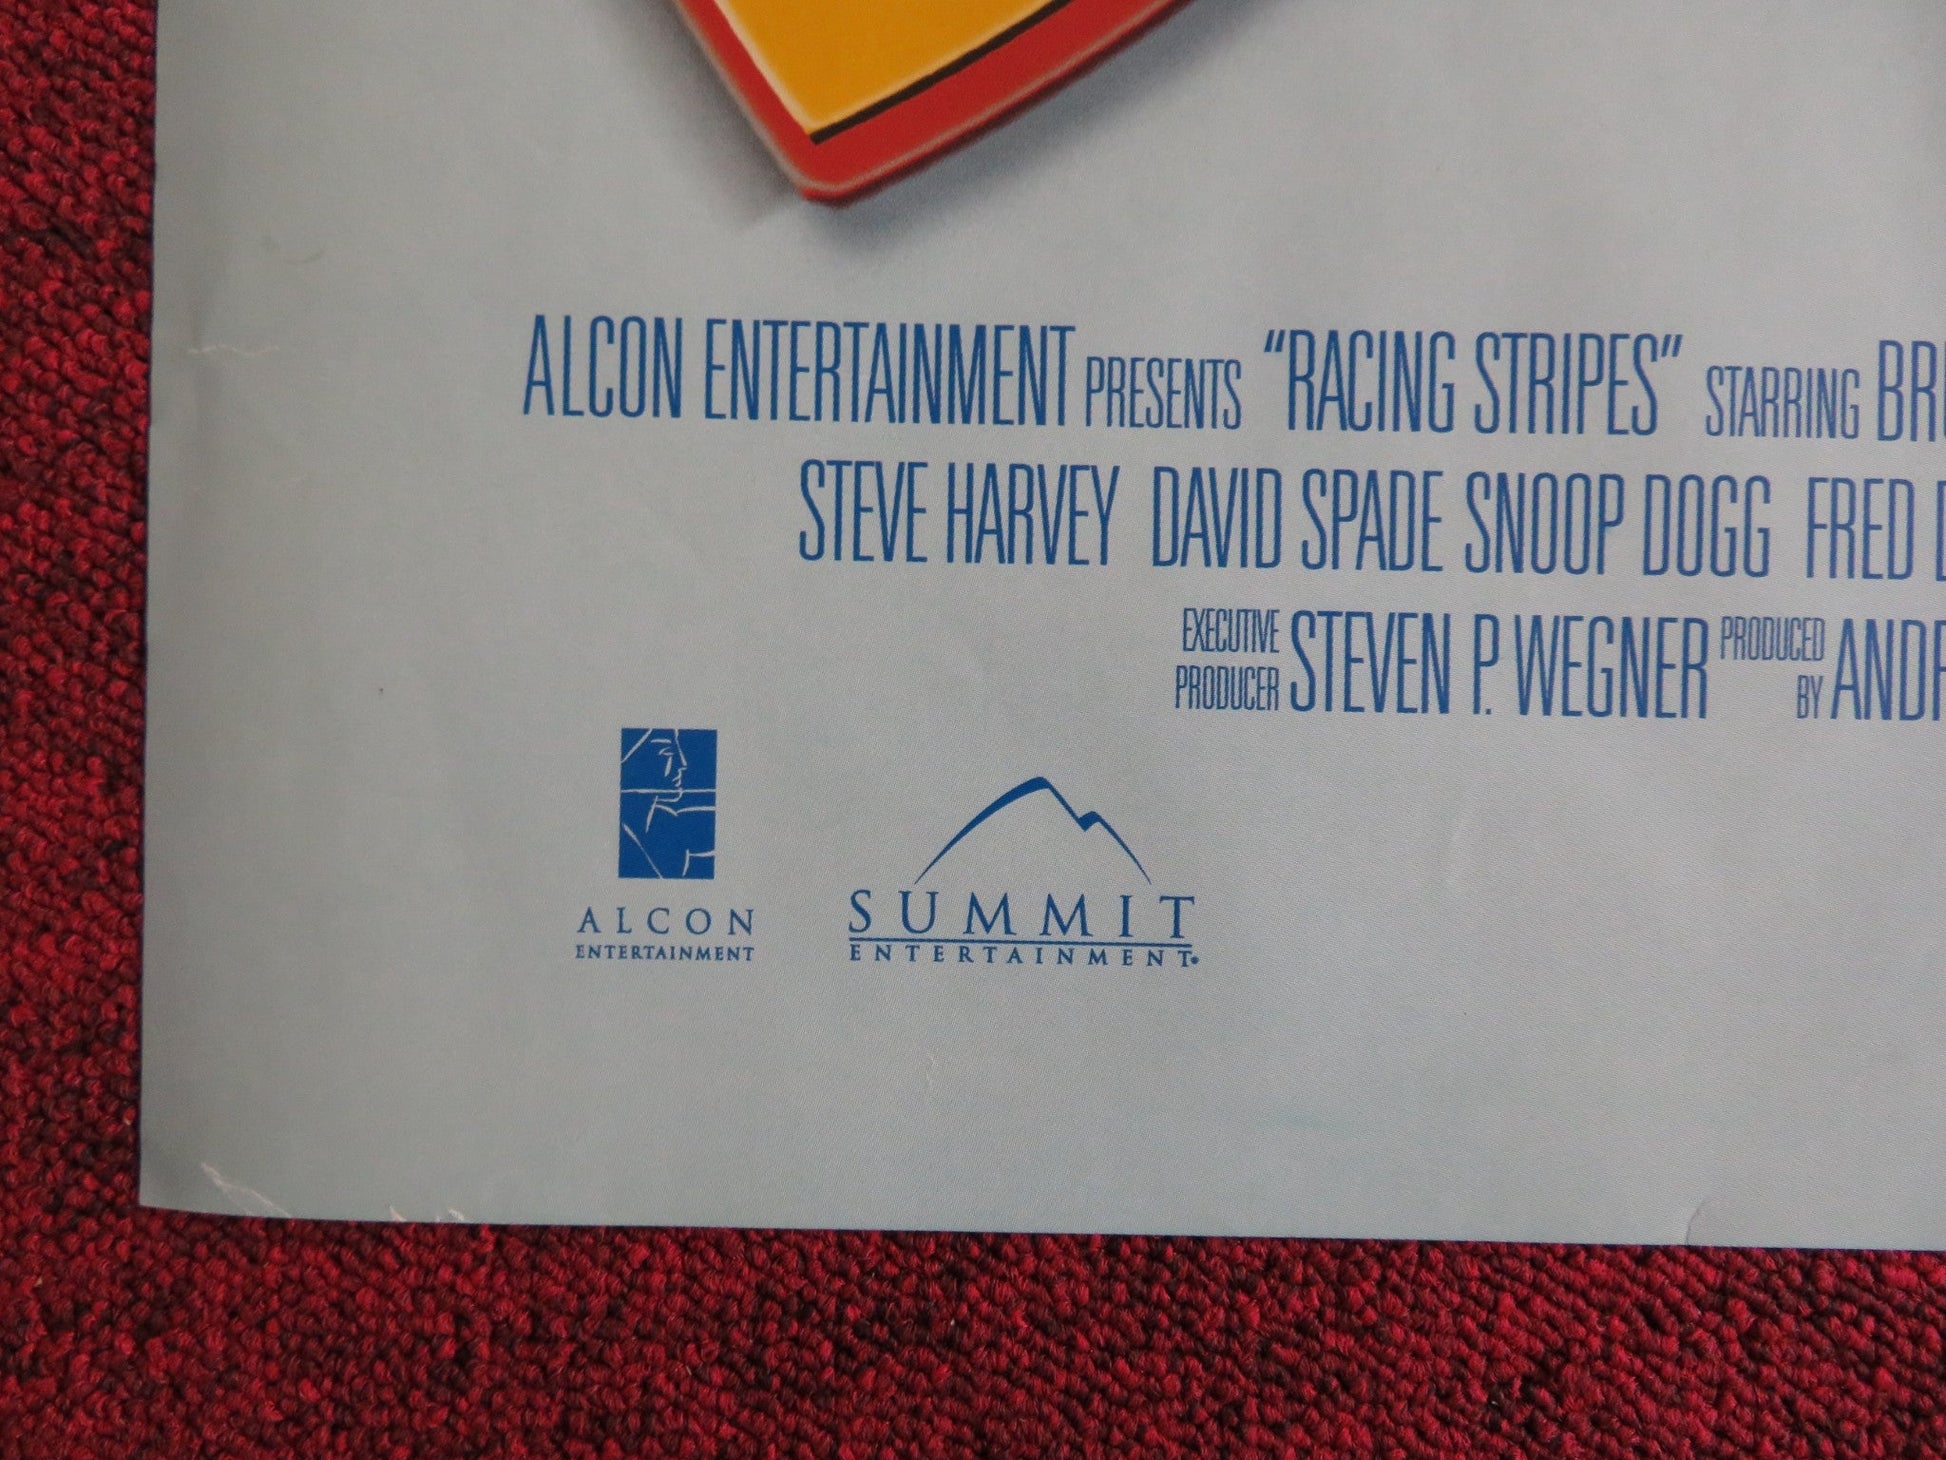 ALCON ENTERTAINMENT PRESENTS "RACING STRIPES" STARRING
STEVE HARVEY DAVID SPADE SNOOP DOGG FRED
EXECUTIVE PRODUCER STEVEN P. WEGNER PRODUCED BY
ALCON
ENTERTAINMENT
SUMMIT
ENTERTAINMENT